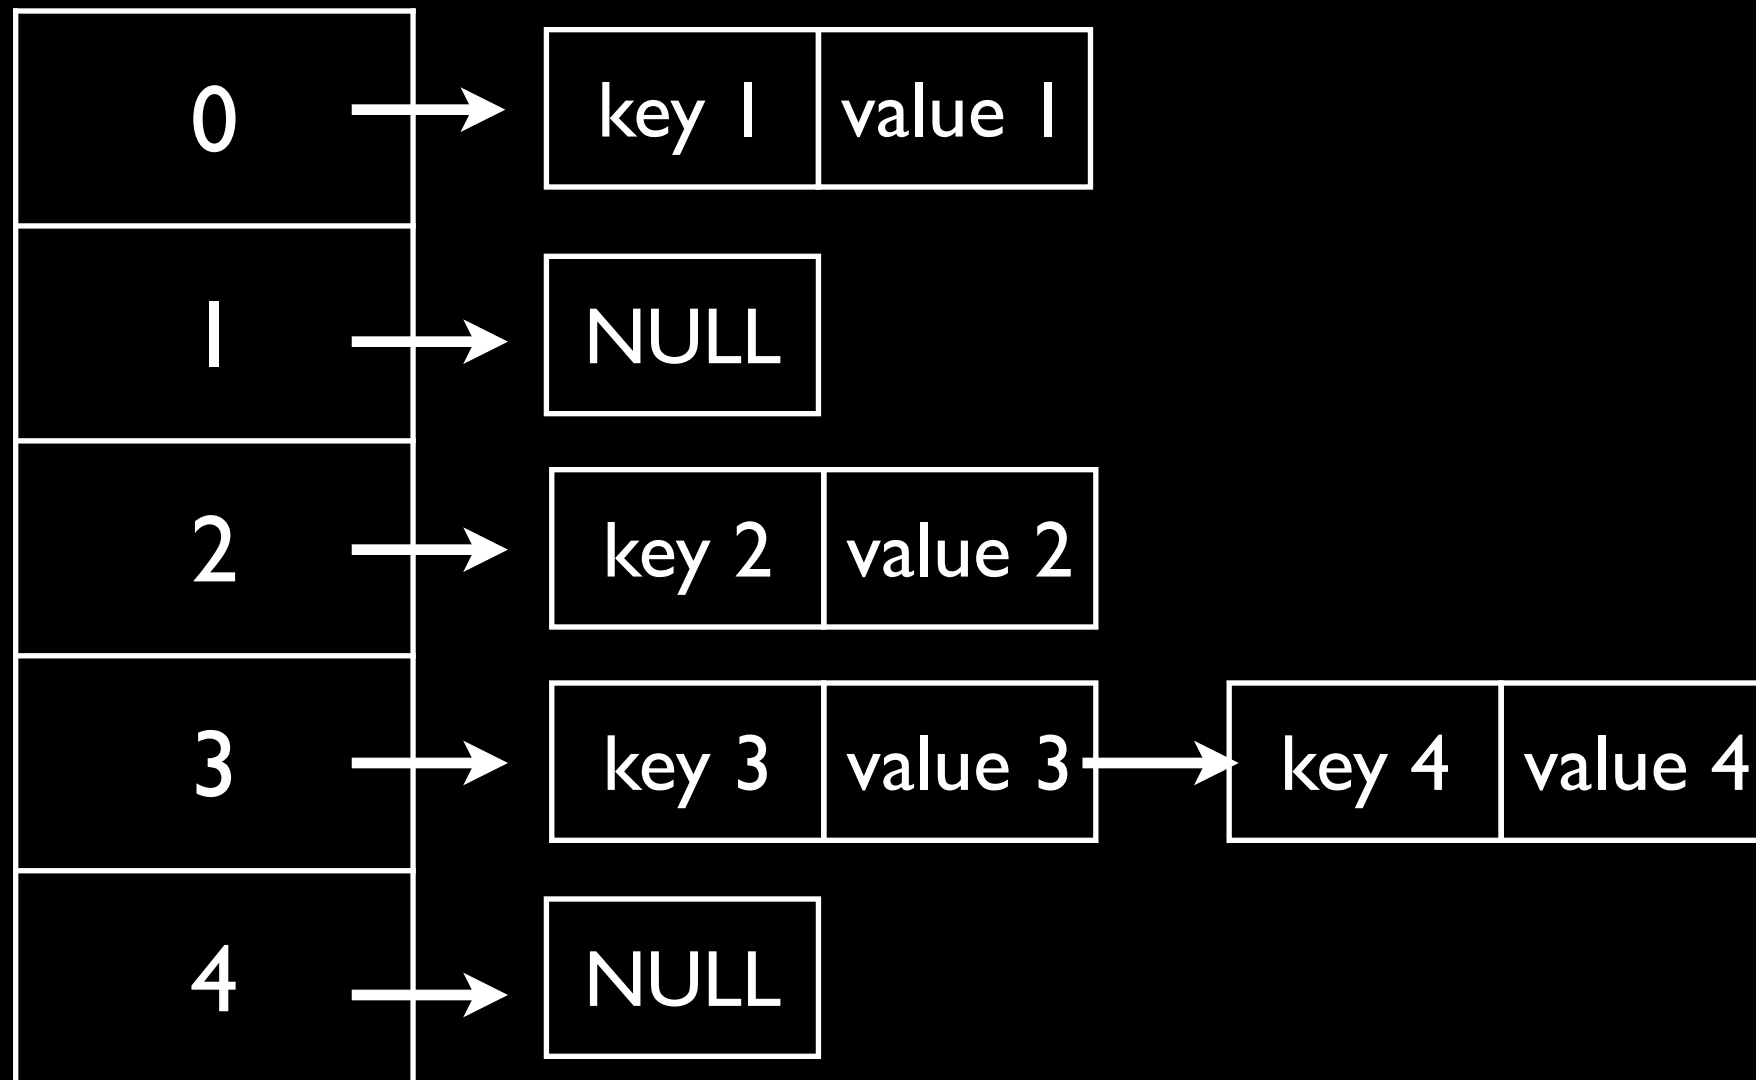 0 key 1 value 1
1 NULL
2 key 2 value 2
3 key 3 value 3 key 4 value 4
4 NULL